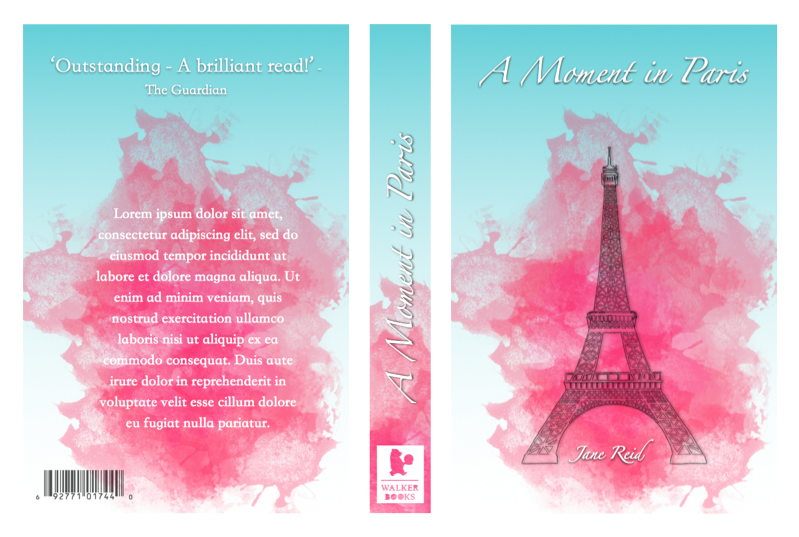 ‘Outstanding - A brilliant read!’ -
The Guardian
Lorem ipsum dolor sit amet,
consectetur adipiscing elit, sed do
eiusmod tempor incididunt ut
labore et dolore magna aliqua. Ut
enim ad minim veniam, quis
nostrud exercitation ullamco
laboris nisi ut aliquip ex ea
commodo consequat. Duis aute
irure dolor in reprehenderit in
voluptate velit esse cillum dolore
eu fugiat nulla pariatur.
6 92771 01744 0
A Moment in Paris
WALKER
BOOKS
A Moment in Paris
Jane Reid